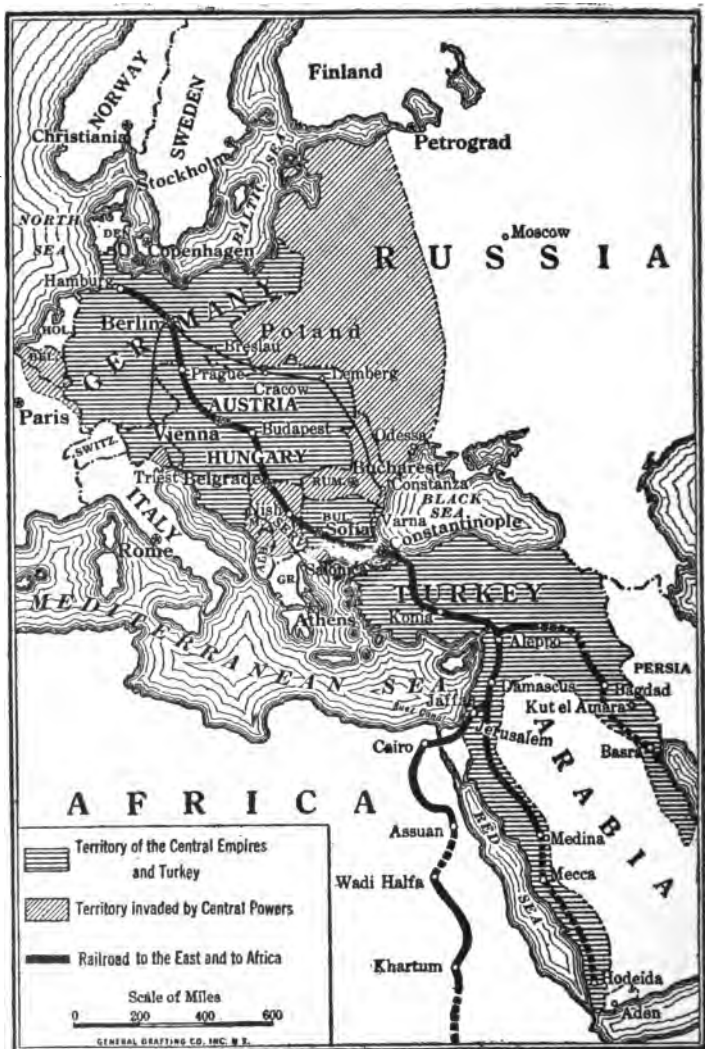 Finland
NORWAY
SWEDEN
Christiania
Stockholm
Petrograd
BALTIC SEA
NORTH
SEA
DEN.
Copenhagen
Moscow
RUSSIA
Hamburg
HOL.
Berlin
GERMANY
Poland
BEL.
Breslau
Prague
Lemberg
Cracow
Paris
AUSTRIA
Vienna
Budapest
Odessa
SWITZ.
HUNGARY
Bucharest
Triest
Belgrade
RUM.
Constanza
BLACK
SEA
ITALY
Nish
SERV.
BUL.
Sofia
Varna
Constantinople
Rome
ALB.
GR.
TURKEY
MEDITERRANEAN SEA
Athens
Konia
Aleppo
PERSIA
Damascus
Bagdad
Jaffa
Kut el Amara
Suez Canal
Jerusalem
Cairo
Basra
ARABIA
AFRICA
Assuan
RED
SEA
Medina
Mecca
Wadi Halfa
Khartum
Hodeida
Aden
Territory of the Central Empires
and Turkey
Territory invaded by Central Powers
Railroad to the East and to Africa
Scale of Miles
0 200 400 600
GENERAL DRAFTING CO. INC. N.Y.